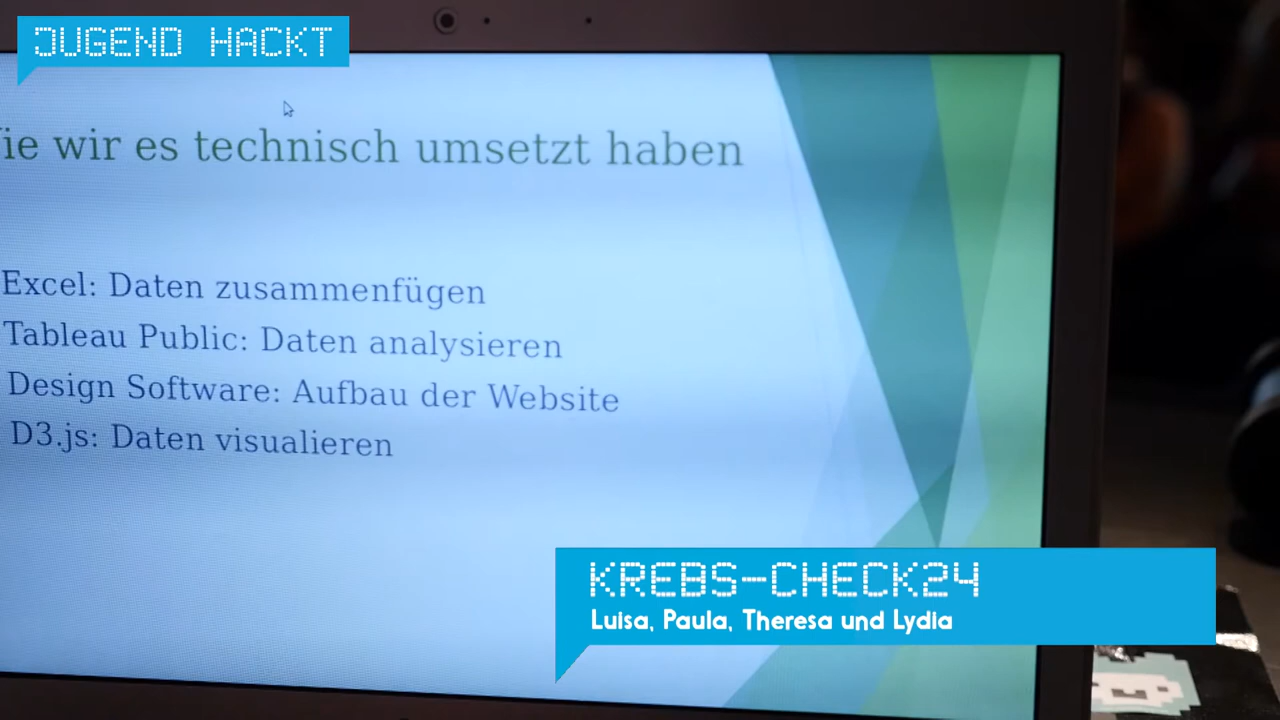 JUGEND HACKT
ie wir es technisch umsetzt haben
Excel: Daten zusammenfügen
Tableau Public: Daten analysieren
Design Software: Aufbau der Website
D3.js: Daten visualieren
KREBS-CHECK24
Luisa, Paula, Theresa und Lydia